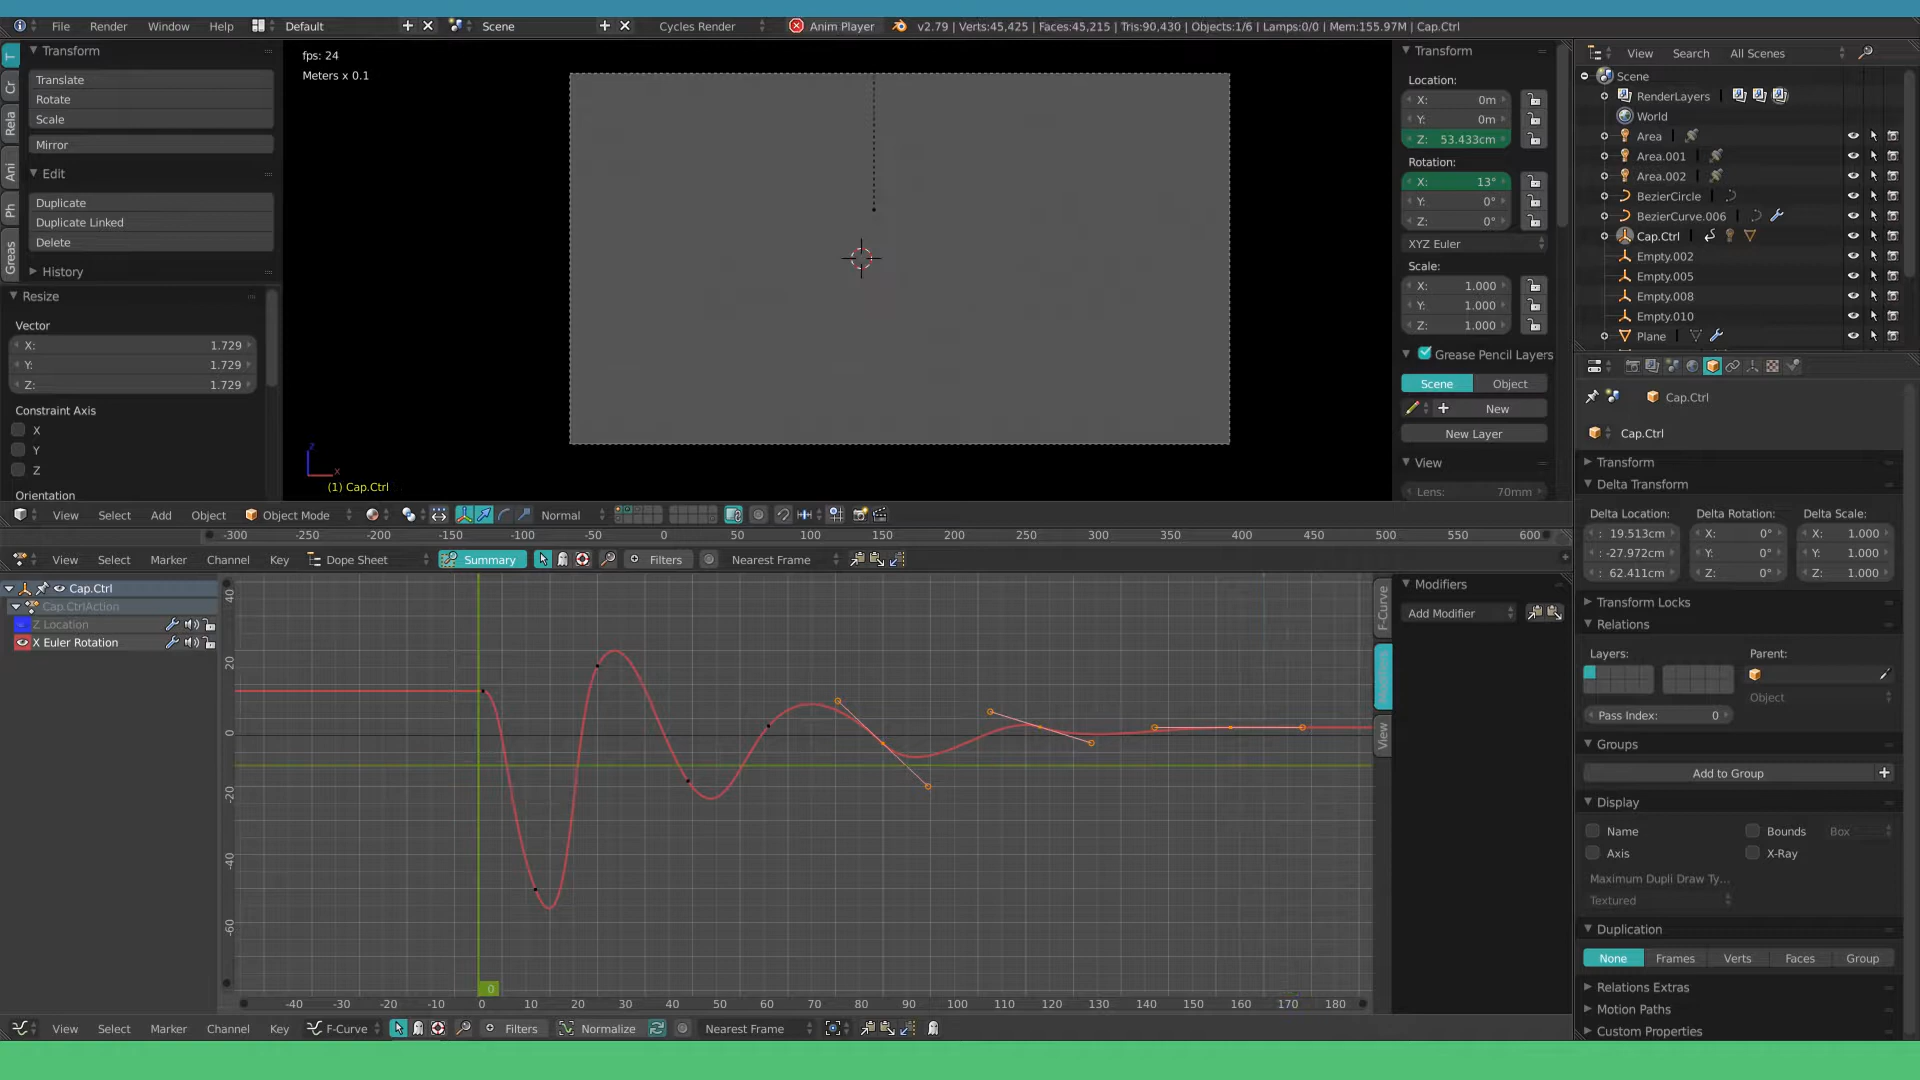 File Render Window Help Default Scene Cycles Render Anim Player v2.79 | Verts:45,425 | Faces:45,215 | Tris:90,430 | Objects:1/6 | Lamps:0/0 | Mem:155.97M | Cap.Ctrl
T
Cr
Rela
Ani
Ph
Greas
Transform
Translate
Rotate
Scale
Mirror
Edit
Duplicate
Duplicate Linked
Delete
History
Resize
Vector
X: 1.729
Y: 1.729
Z: 1.729
Constraint Axis
X
Y
Z
Orientation
fps: 24
Meters x 0.1
z
x
(1) Cap.Ctrl
Transform
Location:
X: 0m
Y: 0m
Z: 53.433cm
Rotation:
X: 13°
Y: 0°
Z: 0°
XYZ Euler
Scale:
X: 1.000
Y: 1.000
Z: 1.000
Grease Pencil Layers
Scene Object
New
New Layer
View
Lens: 70mm
View Search All Scenes
Scene
RenderLayers
World
Area
Area.001
Area.002
BezierCircle
BezierCurve.006
Cap.Ctrl
Empty.002
Empty.005
Empty.008
Empty.010
Plane
Cap.Ctrl
Cap.Ctrl
Transform
Delta Transform
Delta Location: Delta Rotation: Delta Scale:
: 19.513cm X: 0° X: 1.000
: -27.972cm Y: 0° Y: 1.000
: 62.411cm Z: 0° Z: 1.000
Transform Locks
Relations
Layers: Parent:
Object
Pass Index: 0
Groups
Add to Group
Display
Name Bounds Box
Axis X-Ray
Maximum Dupli Draw Ty...
Textured
Duplication
None Frames Verts Faces Group
Relations Extras
Motion Paths
Custom Properties
View Select Add Object Object Mode Normal
-300 -250 -200 -150 -100 -50 0 50 100 150 200 250 300 350 400 450 500 550 600
View Select Marker Channel Key Dope Sheet Summary Filters Nearest Frame
Cap.Ctrl
Cap.CtrlAction
Z Location
X Euler Rotation
40
20
0
-20
-40
-60
0
-40 -30 -20 -10 0 10 20 30 40 50 60 70 80 90 100 110 120 130 140 150 160 170 180
F-Curve
View
Modifiers
Add Modifier
View Select Marker Channel Key F-Curve Filters Normalize Nearest Frame